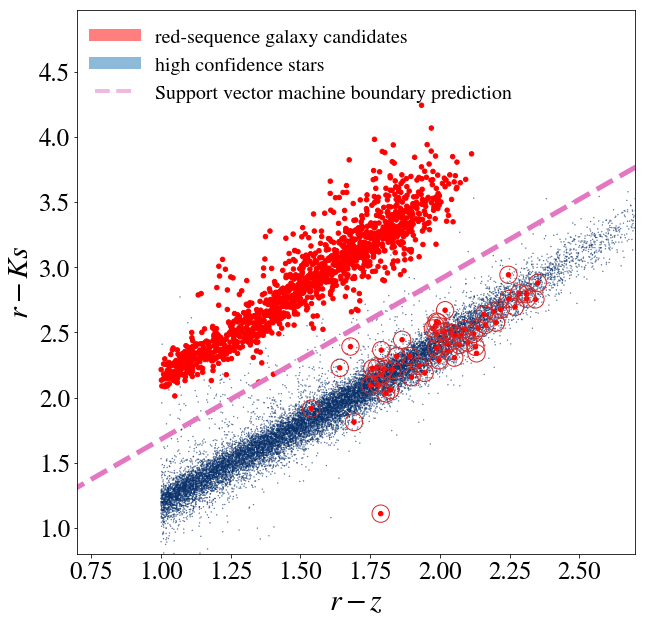 red-sequence galaxy candidates
high confidence stars
Support vector machine boundary prediction
4.5
4.0
3.5
3.0
2.5
2.0
1.5
1.0
r − Ks
0.75 1.00 1.25 1.50 1.75 2.00 2.25 2.50
r − z